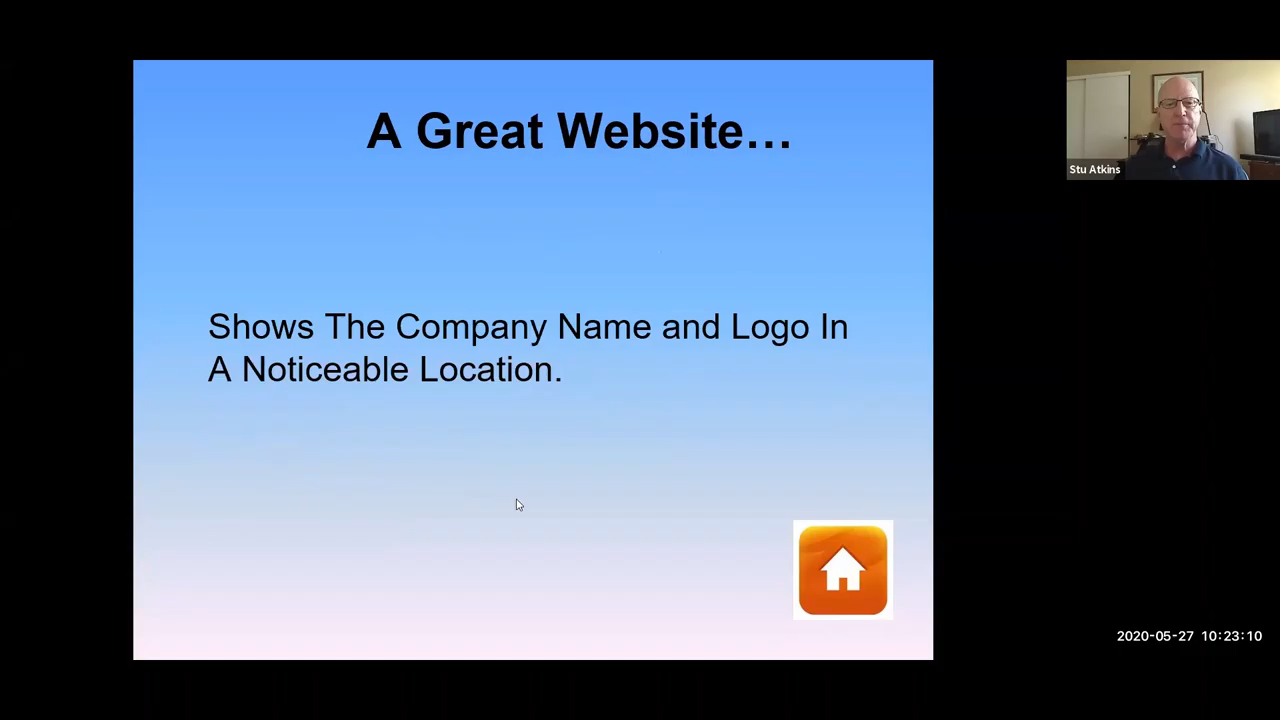 A Great Website…
Shows The Company Name and Logo In
A Noticeable Location.
Stu Atkins
2020-05-27 10:23:10